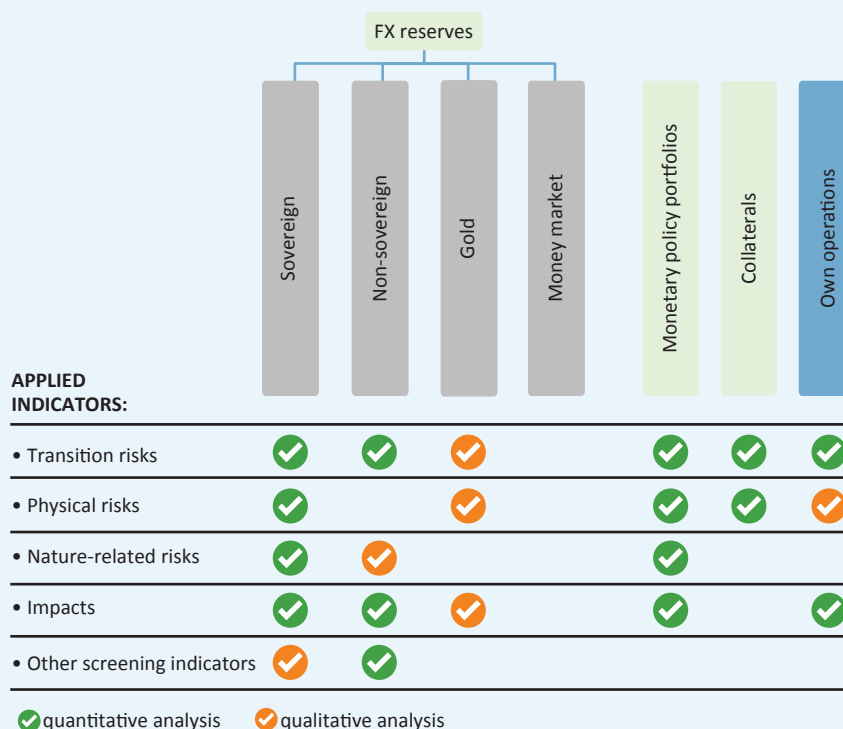 FX reserves
Sovereign
Non-sovereign
Gold
Money market
Monetary policy portfolios
Collaterals
Own operations
APPLIED
INDICATORS:
• Transition risks
• Physical risks
• Nature-related risks
• Impacts
• Other screening indicators
quantitative analysis
qualitative analysis